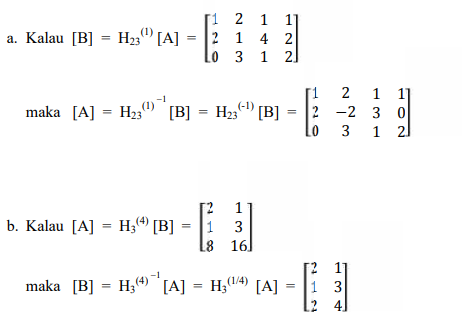 a. Kalau [B] = H₂₃⁽¹⁾ [A] = [1 2 1 1; 2 1 4 2; 0 3 1 2]
maka [A] = H₂₃⁽¹⁾⁻¹ [B] = H₂₃⁽⁻¹⁾ [B] = [1 2 1 1; 2 −2 3 0; 0 3 1 2]
b. Kalau [A] = H₃⁽⁴⁾ [B] = [2 1; 1 3; 8 16]
maka [B] = H₃⁽⁴⁾⁻¹ [A] = H₃⁽¹ᐟ⁴⁾ [A] = [2 1; 1 3; 2 4]